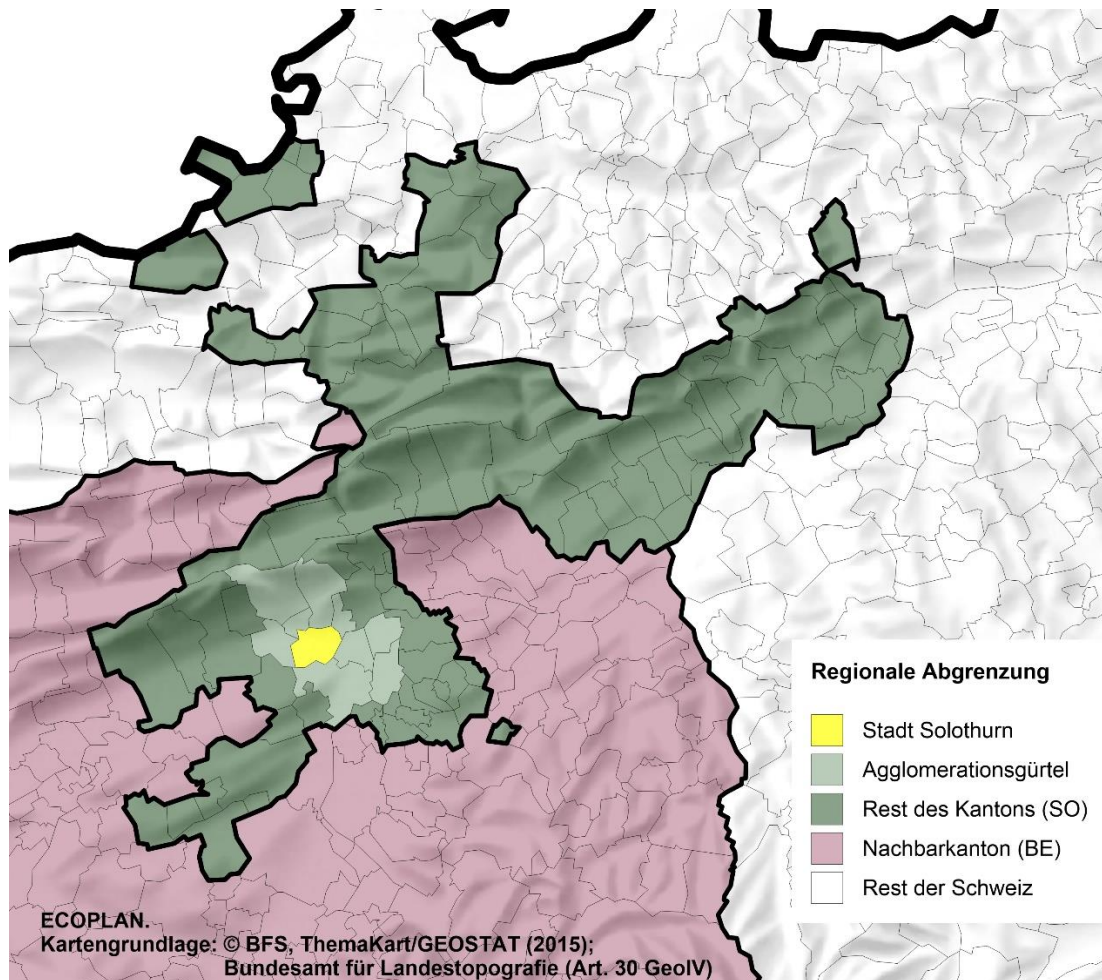 Regionale Abgrenzung
Stadt Solothurn
Agglomerationsgürtel
Rest des Kantons (SO)
Nachbarkanton (BE)
Rest der Schweiz
ECOPLAN.
Kartengrundlage: © BFS, ThemaKart/GEOSTAT (2015);
Bundesamt für Landestopografie (Art. 30 GeoIV)